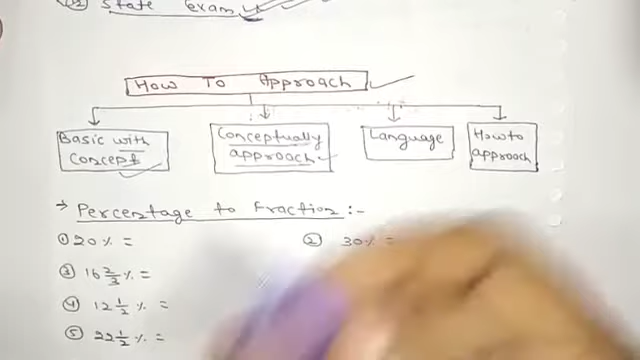 ② State exam
How To Approach
Basic with concept
Conceptually approach
Language
How to approach
→ Percentage to Fraction :-
① 20% =
② 30% =
③ 16 2/3 % =
④ 12 1/2 % =
⑤ 22 1/2 % =